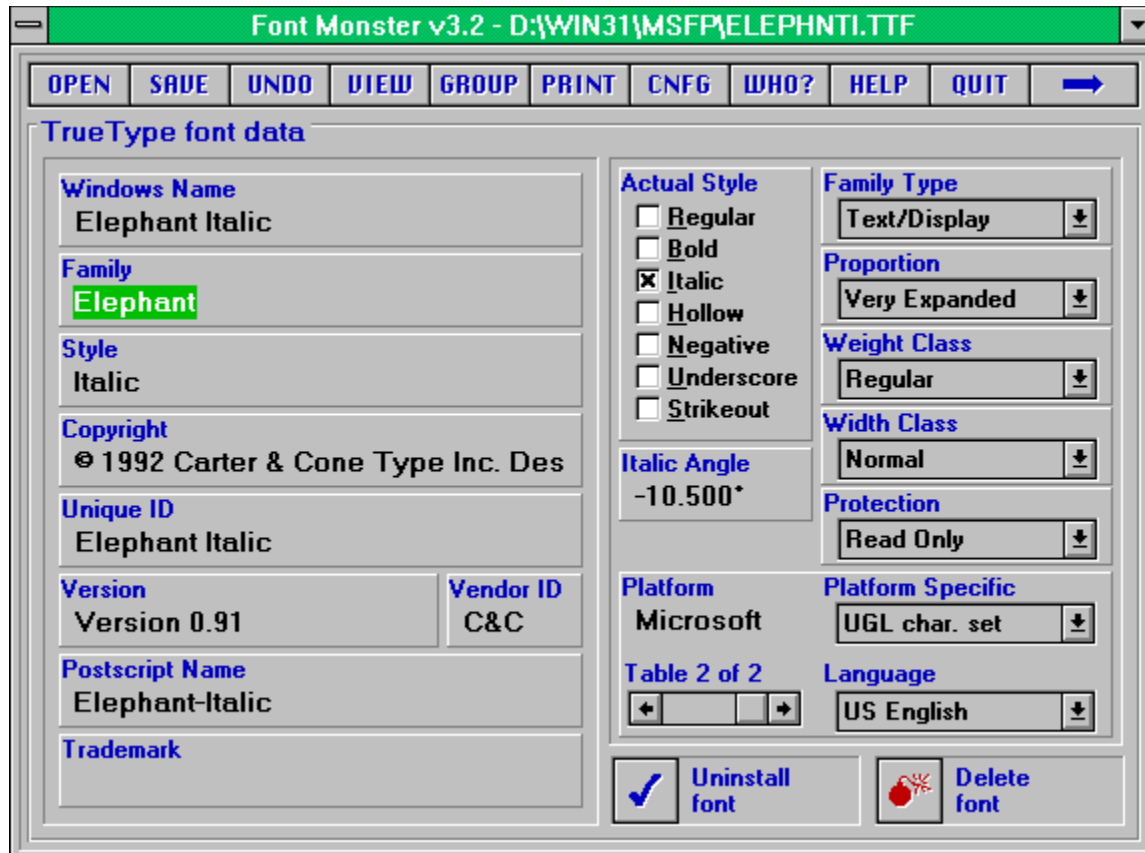 Font Monster v3.2 - D:\WIN31\MSFP\ELEPHNTI.TTF
OPEN SAVE UNDO VIEW GROUP PRINT CNFG WHO? HELP QUIT
TrueType font data
Windows Name
Elephant Italic
Family
Elephant
Style
Italic
Copyright
© 1992 Carter & Cone Type Inc. Des
Unique ID
Elephant Italic
Version
Version 0.91
Vendor ID
C&C
Postscript Name
Elephant-Italic
Trademark
Actual Style
Regular
Bold
Italic
Hollow
Negative
Underscore
Strikeout
Italic Angle
-10.500°
Family Type
Text/Display
Proportion
Very Expanded
Weight Class
Regular
Width Class
Normal
Protection
Read Only
Platform
Microsoft
Platform Specific
UGL char. set
Table 2 of 2
Language
US English
Uninstall
font
Delete
font